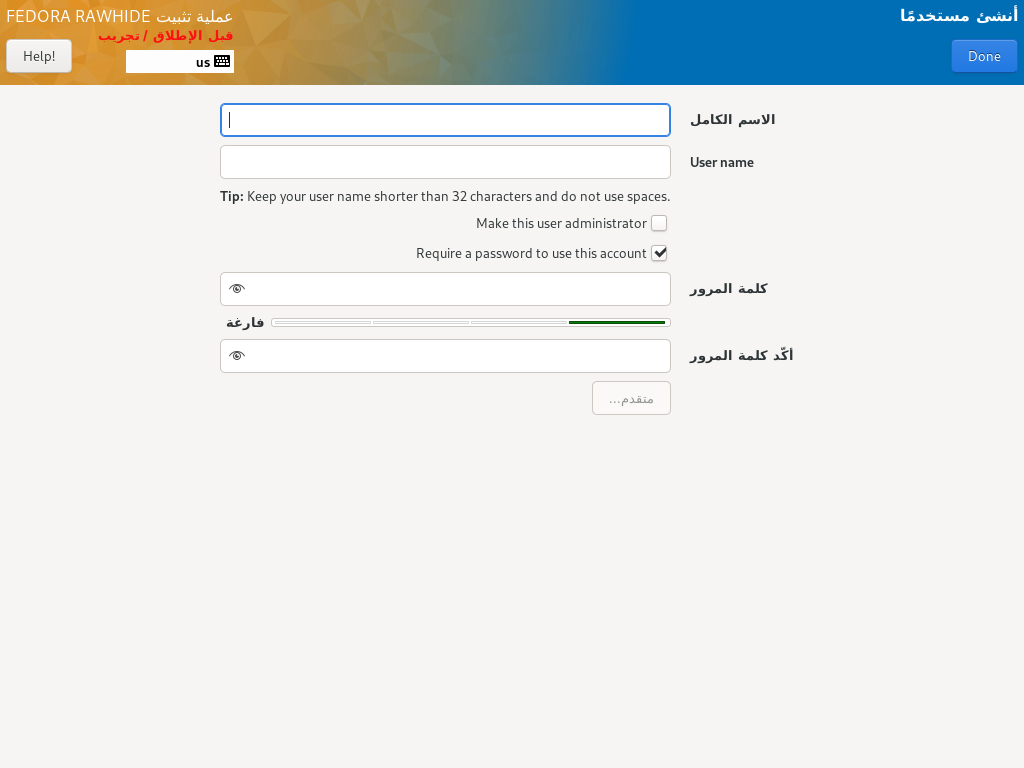 أنشئ مستخدمًا
عملية تثبيت FEDORA RAWHIDE
قبل الإطلاق / تجريب
Done
us
Help!
الاسم الكامل
User name
Tip: Keep your user name shorter than 32 characters and do not use spaces.
Make this user administrator
Require a password to use this account
كلمة المرور
فارغة
أكّد كلمة المرور
متقدم...